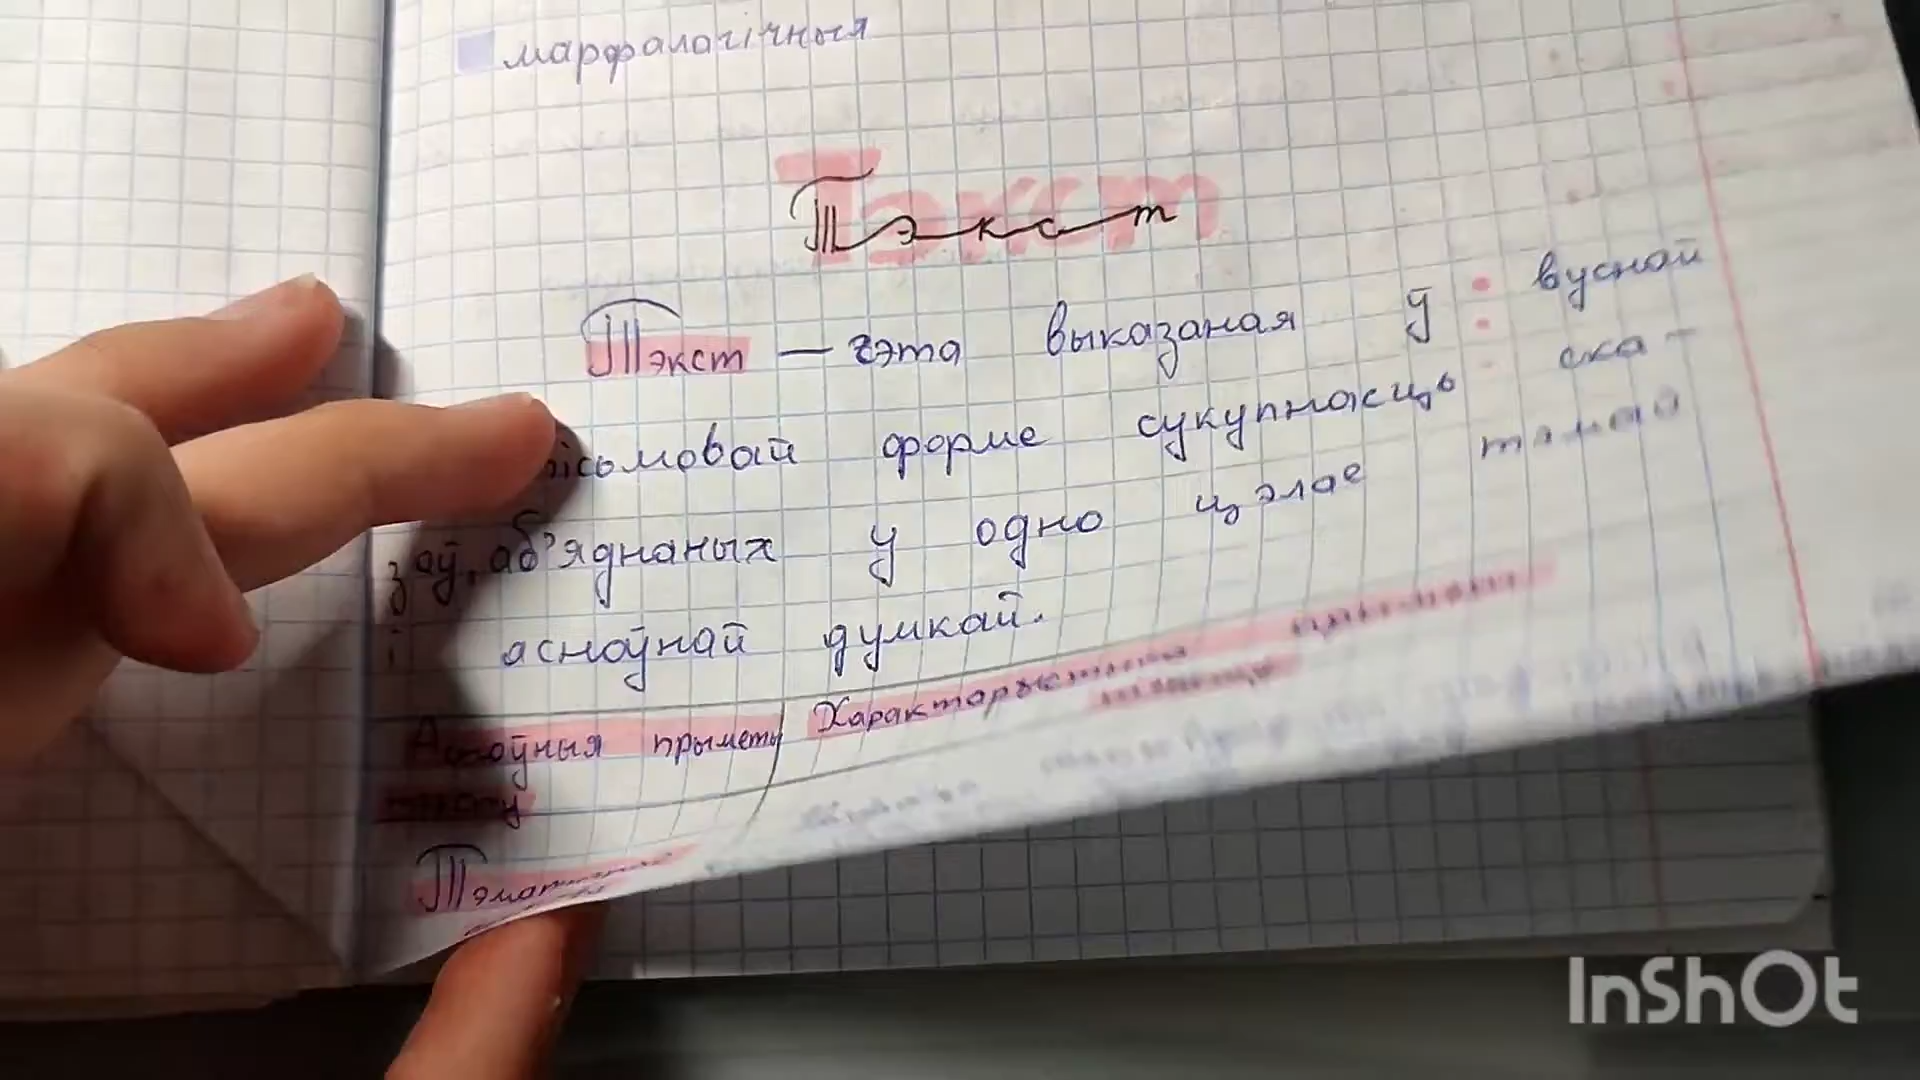 марфалагічныя
Тэкст
Тэкст — гэта выказаная ў вуснай
пісьмовай форме сукупнасць ска-
заў, аб'яднаных у одно цэлае тэмай
і асноўнай думкай.
Асноўныя прыметы Характарыстыка
тэксту
InShOt